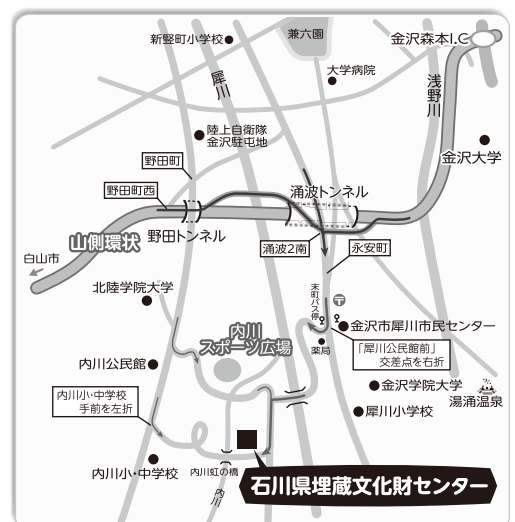 兼六園
新竪町小学校
金沢森本I.C
大学病院
犀川
浅野川
陸上自衛隊
金沢駐屯地
金沢大学
野田町
野田町西
涌波トンネル
野田トンネル
山側環状
涌波2南
永安町
白山市
北陸学院大学
末町バス停
金沢市犀川市民センター
内川
スポーツ広場
薬局
「犀川公民館前」
交差点を右折
内川公民館
金沢学院大学
湯涌温泉
内川小・中学校
手前を左折
犀川小学校
内川小・中学校
内川虹の橋
内川
石川県埋蔵文化財センター